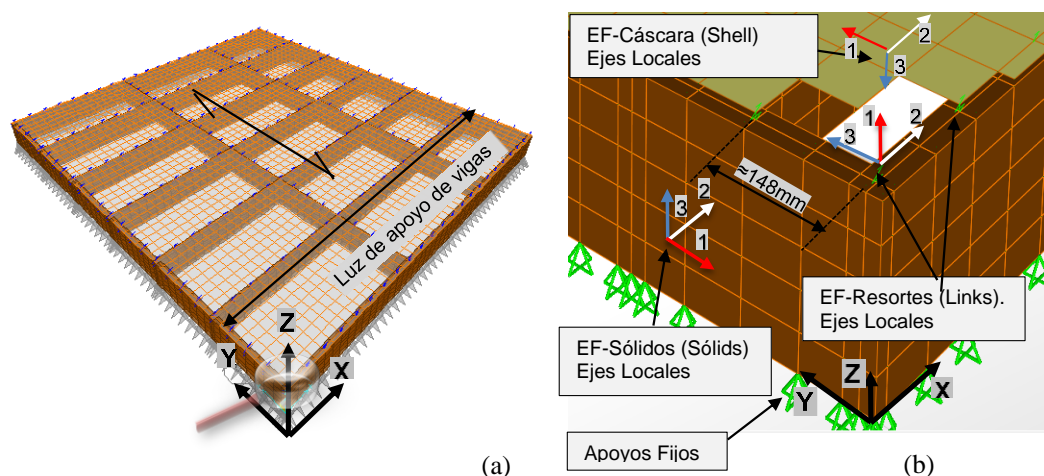 Luz de apoyo de vigas
Z
Y
X
(a)
EF-Cáscara (Shell)
Ejes Locales
1
2
3
1
2
3
≈148mm
3
2
1
EF-Resortes (Links).
Ejes Locales
EF-Sólidos (Sólids)
Ejes Locales
Z
Y
X
Apoyos Fijos
(b)